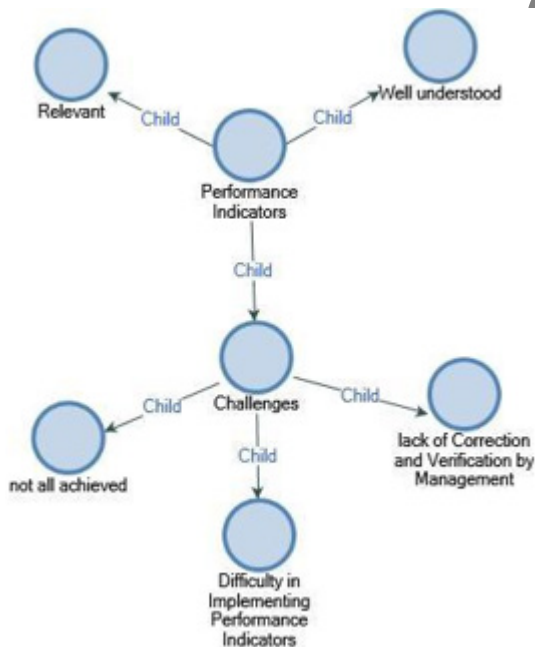 Relevant
Child
Child
Well understood
Performance
Indicators
Child
Challenges
Child
Child
Child
not all achieved
lack of Correction
and Verification by
Management
Difficulty in
Implementing
Performance
Indicators